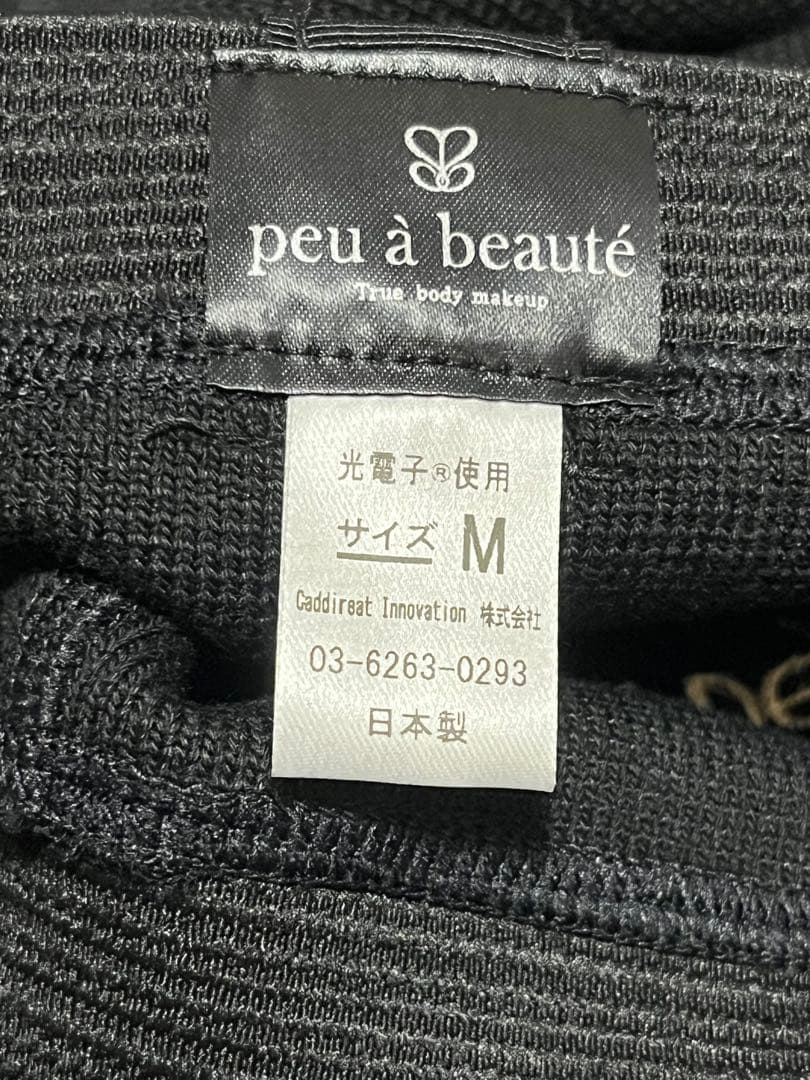 peu à beauté
True body makeup
光電子®使用
サイズ M
Caddireat Innovation 株式会社
03-6263-0293
日本製